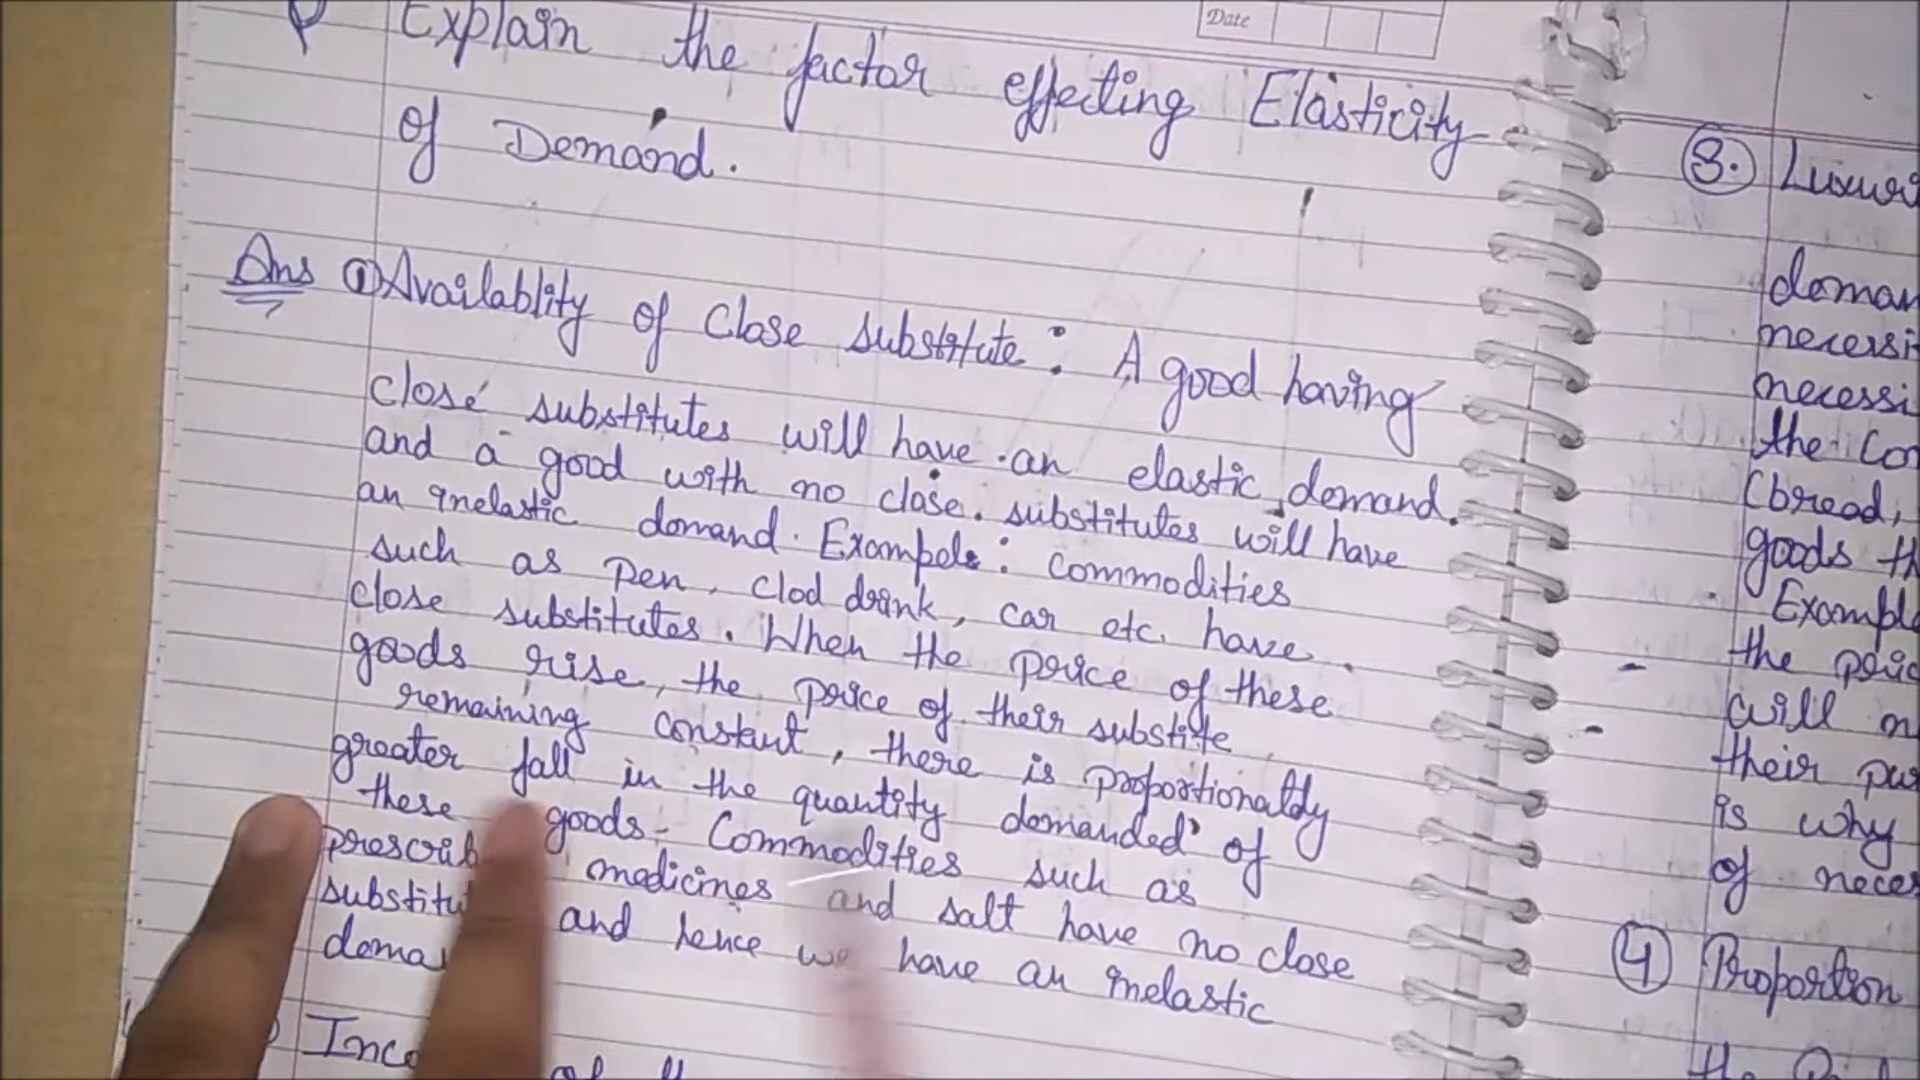 Explain the factor effecting Elasticity
of Demand.
Ans ① Availablity of Close substitute : A good having
close substitutes will have an elastic demand.
and a good with no close. substitutes will have
an inelastic demand. Exampels : Commodities
such as Pen, Clod drink, car etc. have
close substitutes. When the price of these
goods rise, the price of their substite
remaining constant, there is proportionaldy
greater fall in the quantity demanded of
these goods - Commodities such as
medicines and salt have no close
and hence we have an inelastic
Date
3.
the
(bread,
goods
the
will
their
is why
of
4 Proportion
the